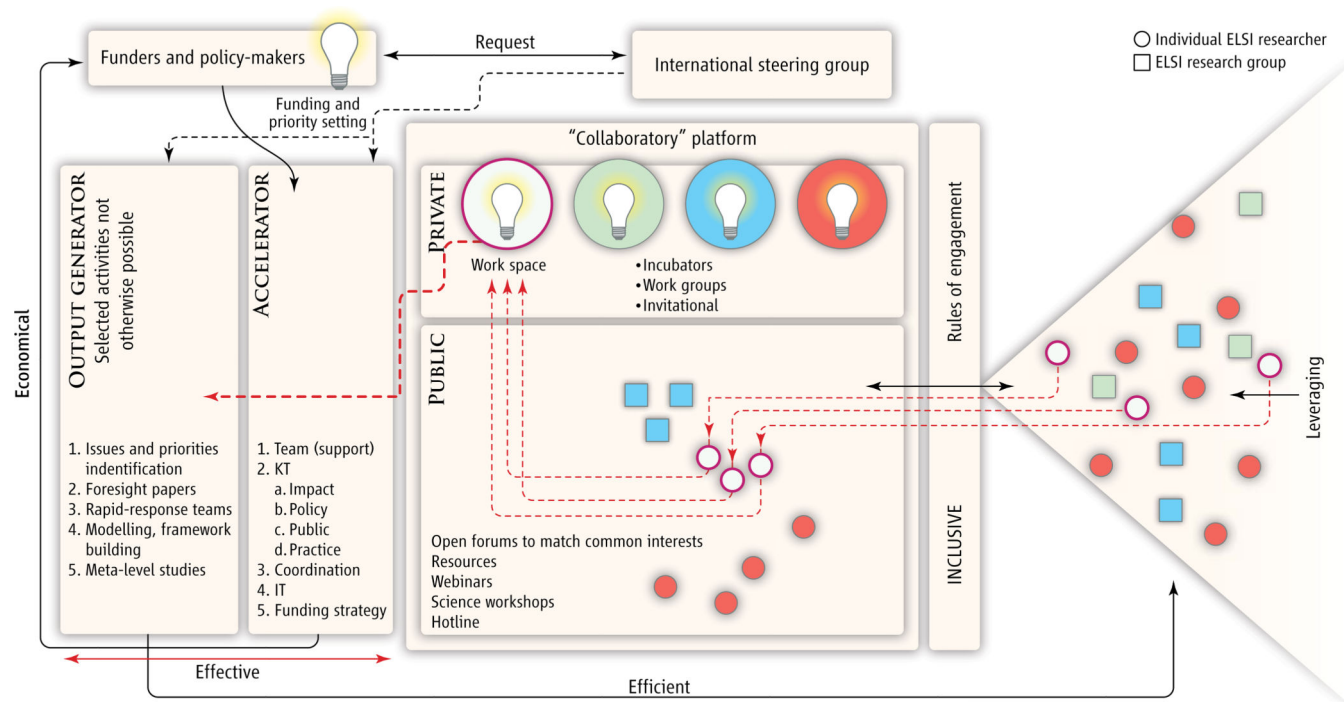 Funders and policy-makers
Request
International steering group
Individual ELSI researcher
ELSI research group
Funding and
priority setting
"Collaboratory" platform
OUTPUT GENERATOR
Selected activities not
otherwise possible
1. Issues and priorities
indentification
2. Foresight papers
3. Rapid-response teams
4. Modelling, framework
building
5. Meta-level studies
ACCELERATOR
1. Team (support)
2. KT
a. Impact
b. Policy
c. Public
d. Practice
3. Coordination
4. IT
5. Funding strategy
PRIVATE
Work space
•Incubators
•Work groups
•Invitational
PUBLIC
Open forums to match common interests
Resources
Webinars
Science workshops
Hotline
Rules of engagement
INCLUSIVE
Leveraging
Economical
Effective
Efficient